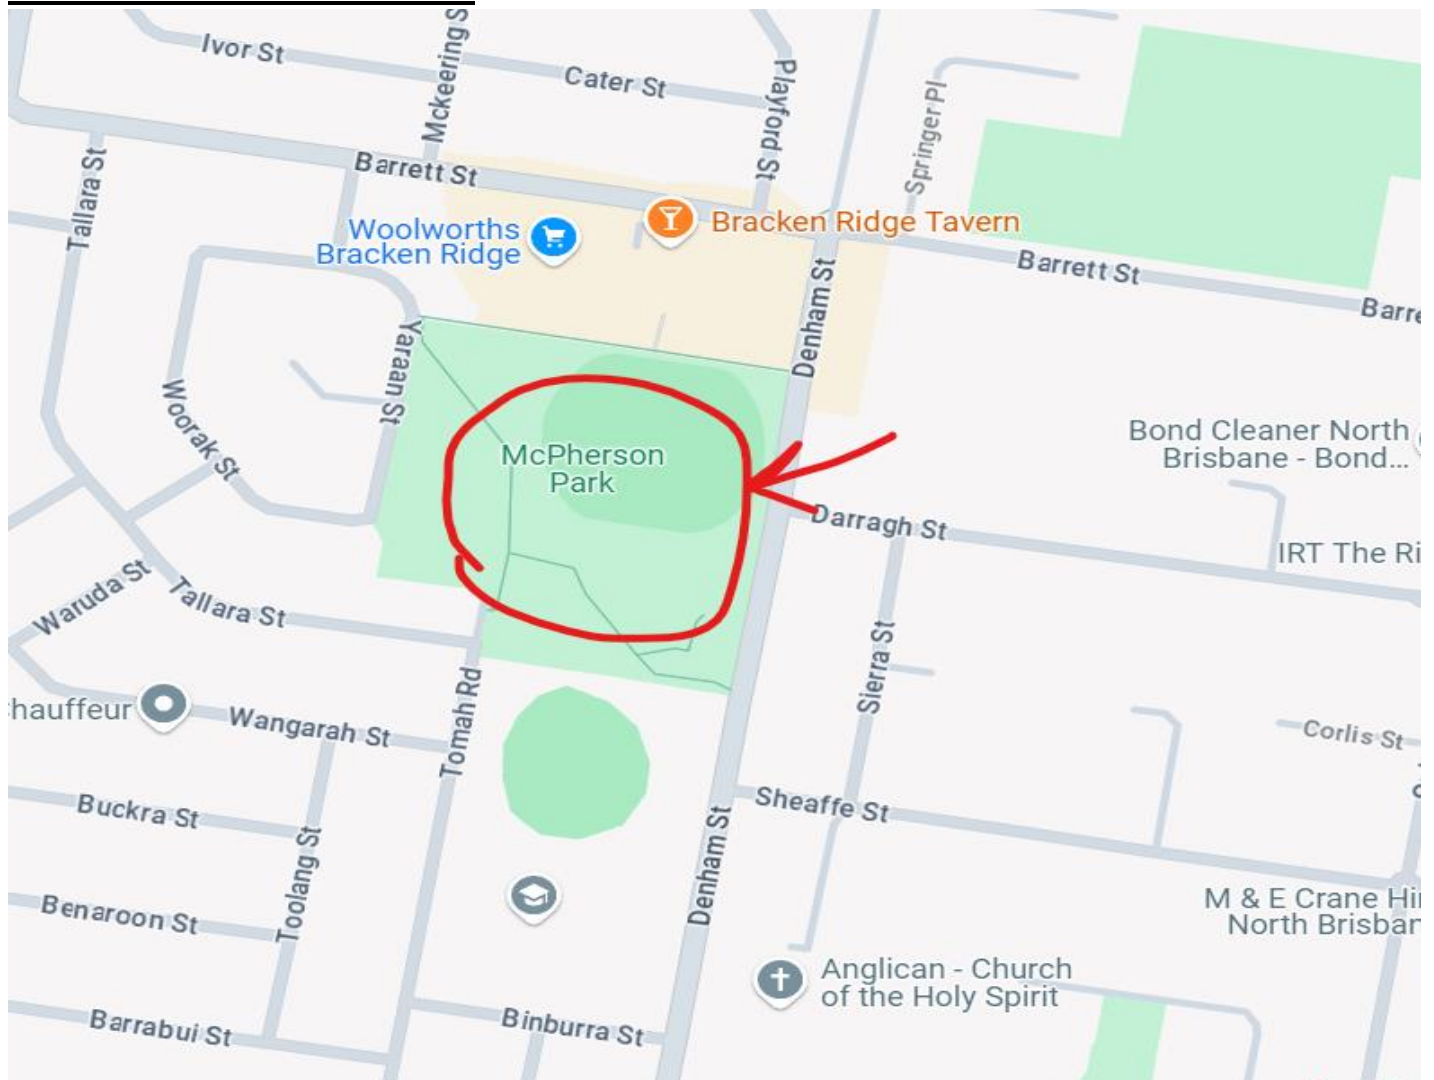 Ivor St
Mckeering S
Cater St
Playford St
Springer Pl
Tallara St
Barrett St
Woolworths
Bracken Ridge
Bracken Ridge Tavern
Barrett St
Barre
Denham St
Yaraan St
Woorak St
McPherson
Park
Bond Cleaner North
Brisbane - Bond...
Darragh St
IRT The Ri
Waruda St
Tallara St
Sierra St
Tomah Rd
hauffeur
Wangarah St
Corlis St
Buckra St
Sheaffe St
Toolang St
Denham St
Benaroon St
M & E Crane Hir
North Brisban
Anglican - Church
of the Holy Spirit
Barrabui St
Binburra St